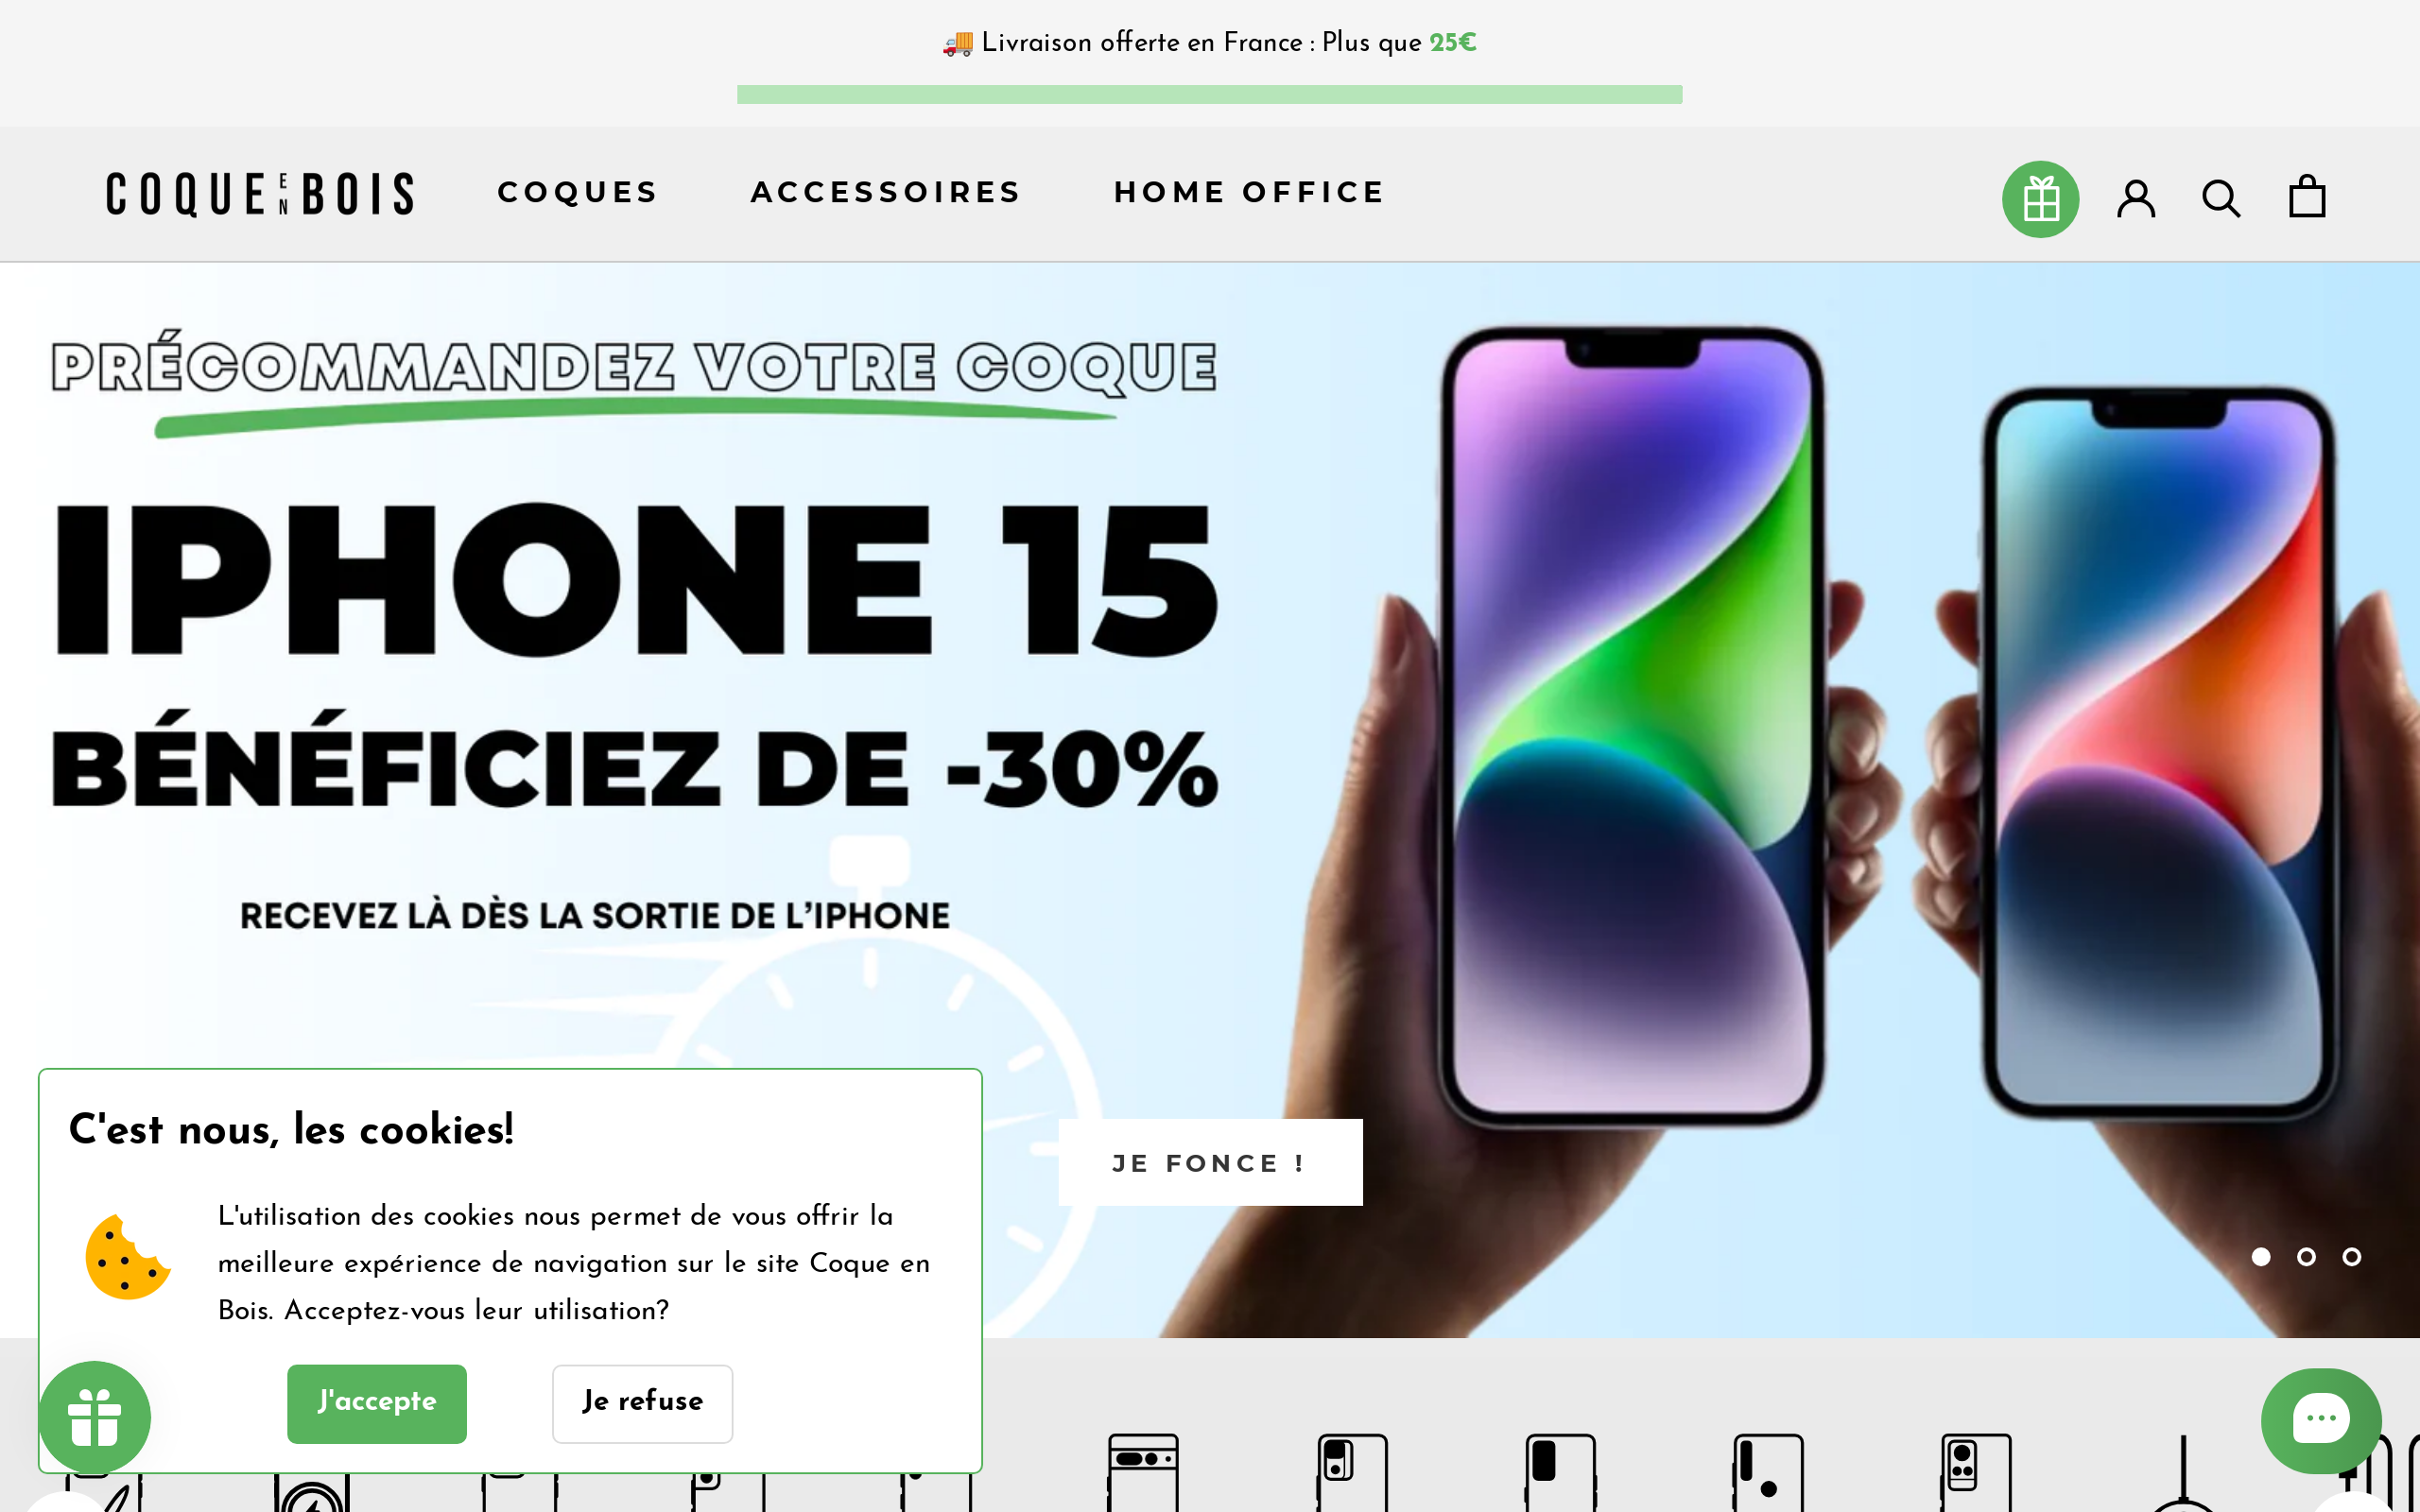 🚚 Livraison offerte en France : Plus que 25€
COQUE EN BOIS
COQUES
ACCESSOIRES
HOME OFFICE
PRÉCOMMANDEZ VOTRE COQUE
IPHONE 15
BÉNÉFICIEZ DE -30%
RECEVEZ LÀ DÈS LA SORTIE DE L’IPHONE
JE FONCE !
C'est nous, les cookies!
L'utilisation des cookies nous permet de vous offrir la
meilleure expérience de navigation sur le site Coque en
Bois. Acceptez-vous leur utilisation?
J'accepte
Je refuse